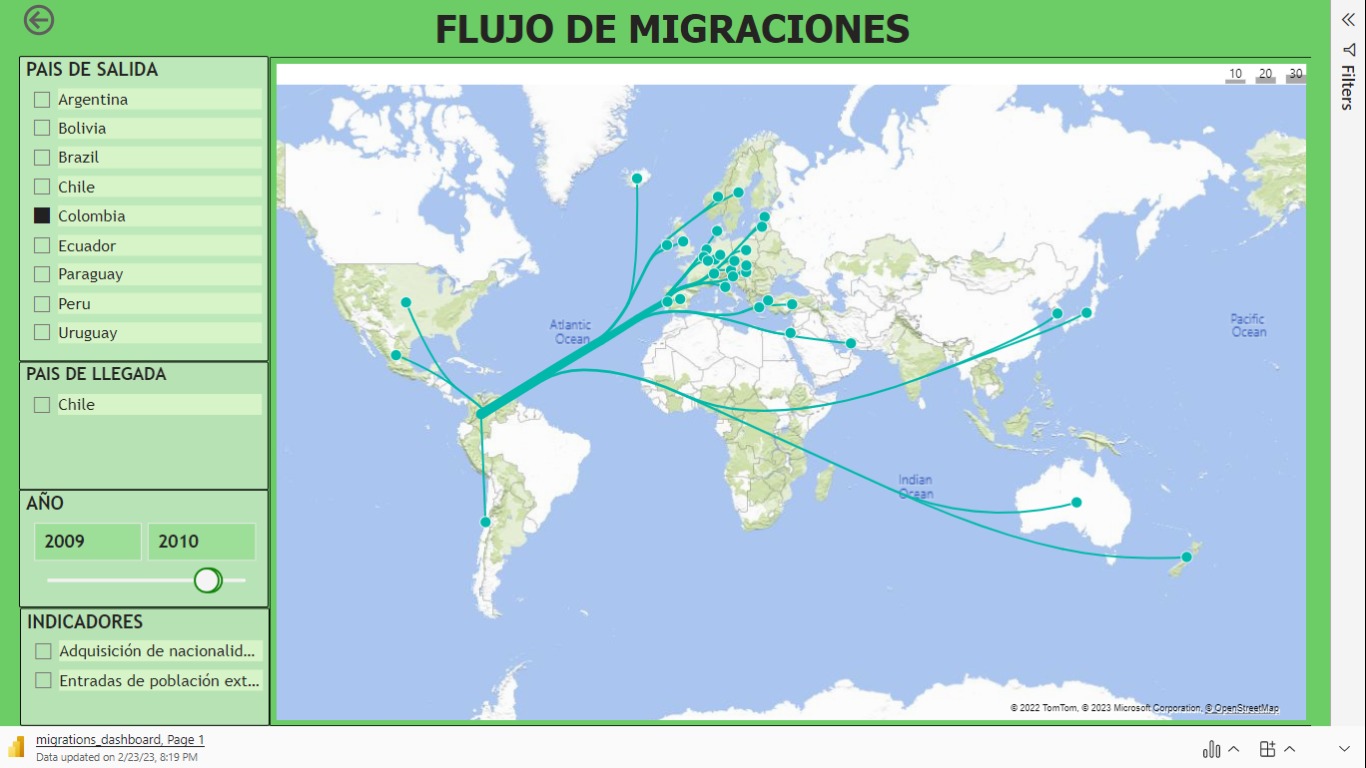 FLUJO DE MIGRACIONES
PAIS DE SALIDA
Argentina
Bolivia
Brazil
Chile
Colombia
Ecuador
Paraguay
Peru
Uruguay
PAIS DE LLEGADA
Chile
AÑO
2009 2010
INDICADORES
Adquisición de nacionalid...
Entradas de población ext...
10 20 30
Atlantic
Ocean
Pacific
Ocean
Indian
Ocean
© 2022 TomTom, © 2023 Microsoft Corporation, © OpenStreetMap
Filters
migrations_dashboard, Page 1
Data updated on 2/23/23, 8:19 PM